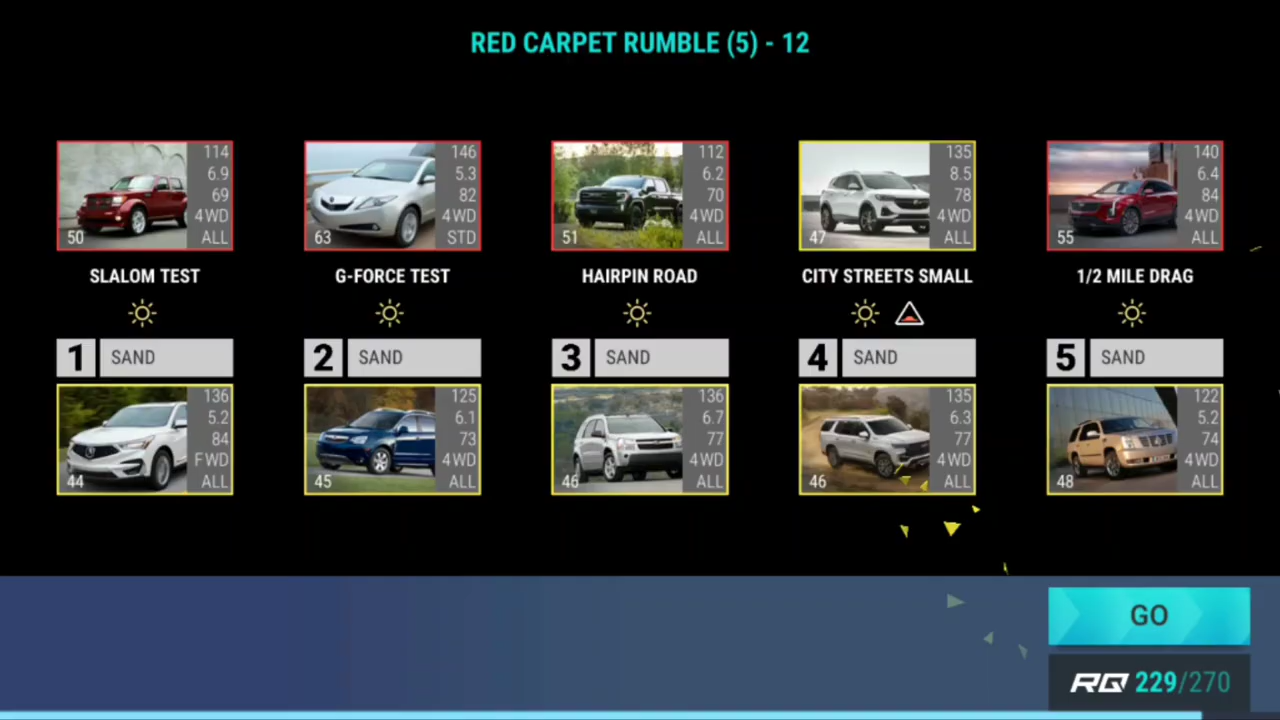 RED CARPET RUMBLE (5) - 12
114
6.9
69
4WD
ALL
50
146
5.3
82
4WD
STD
63
112
6.2
70
4WD
ALL
51
135
8.5
78
4WD
ALL
47
140
6.4
84
4WD
ALL
55
SLALOM TEST
G-FORCE TEST
HAIRPIN ROAD
CITY STREETS SMALL
1/2 MILE DRAG
1 SAND
2 SAND
3 SAND
4 SAND
5 SAND
136
5.2
84
FWD
ALL
44
125
6.1
73
4WD
ALL
45
136
6.7
77
4WD
ALL
46
135
6.3
77
4WD
ALL
46
122
5.2
74
4WD
ALL
48
GO
RQ 229/270